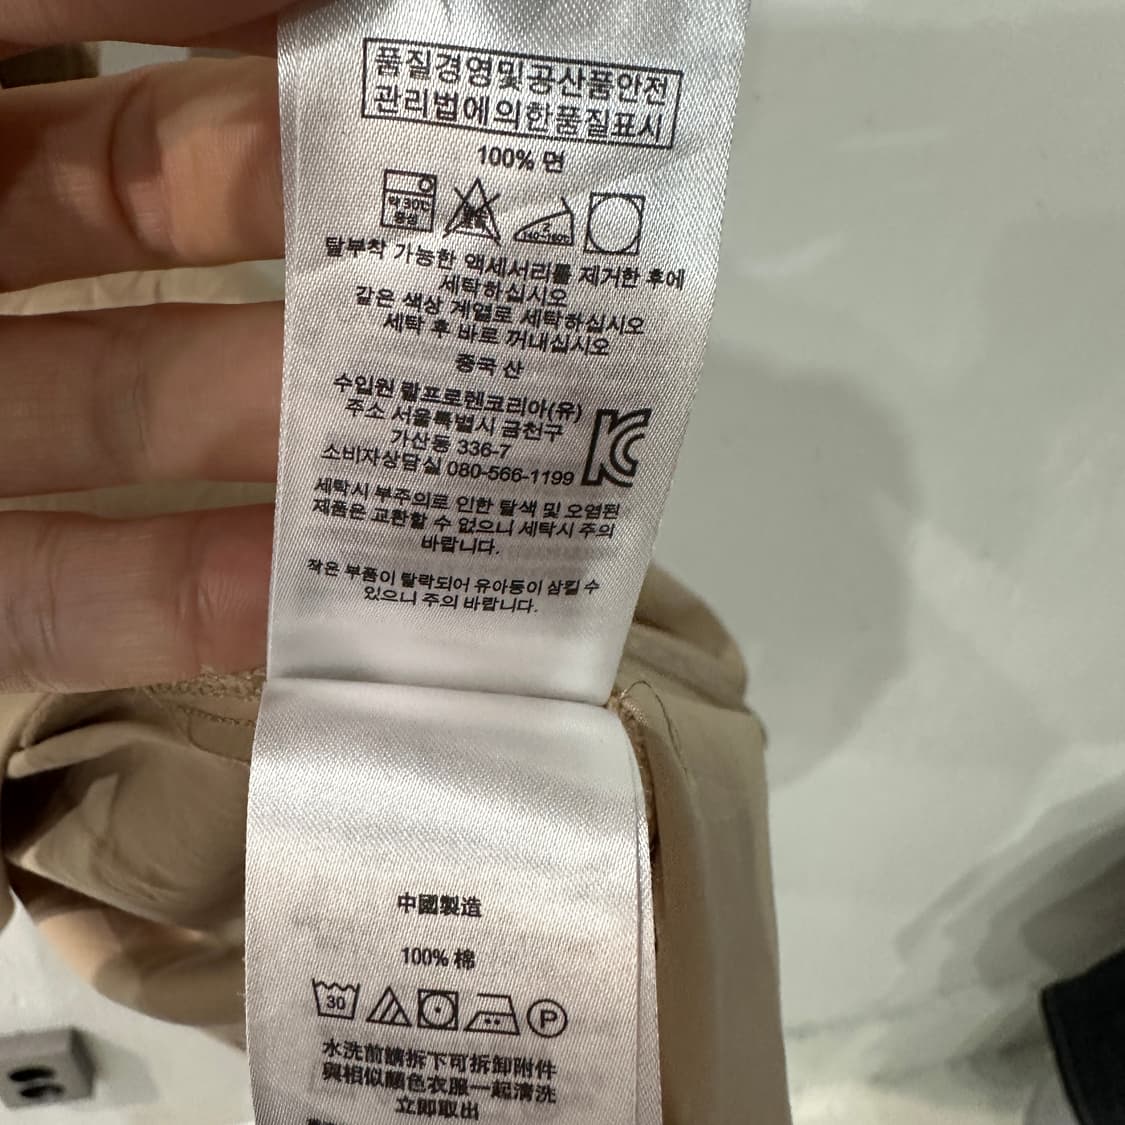 품질경영및공산품안전
관리법에의한품질표시
100% 면
약 30℃
중성
140~160℃
탈부착 가능한 액세서리를 제거한 후에
세탁하십시오
같은 색상 계열로 세탁하십시오
세탁 후 바로 꺼내십시오
중국 산
수입원 랄프로렌코리아(유)
주소 서울특별시 금천구
가산동 336-7
소비자상담실 080-566-1199
KC
세탁시 부주의로 인한 탈색 및 오염된
제품은 교환할 수 없으니 세탁시 주의
바랍니다.
작은 부품이 탈락되어 유아등이 삼킬 수
있으니 주의 바랍니다.
中國製造
100% 棉
30
P
水洗前請拆下可拆卸附件
與相似顏色衣服一起清洗
立即取出